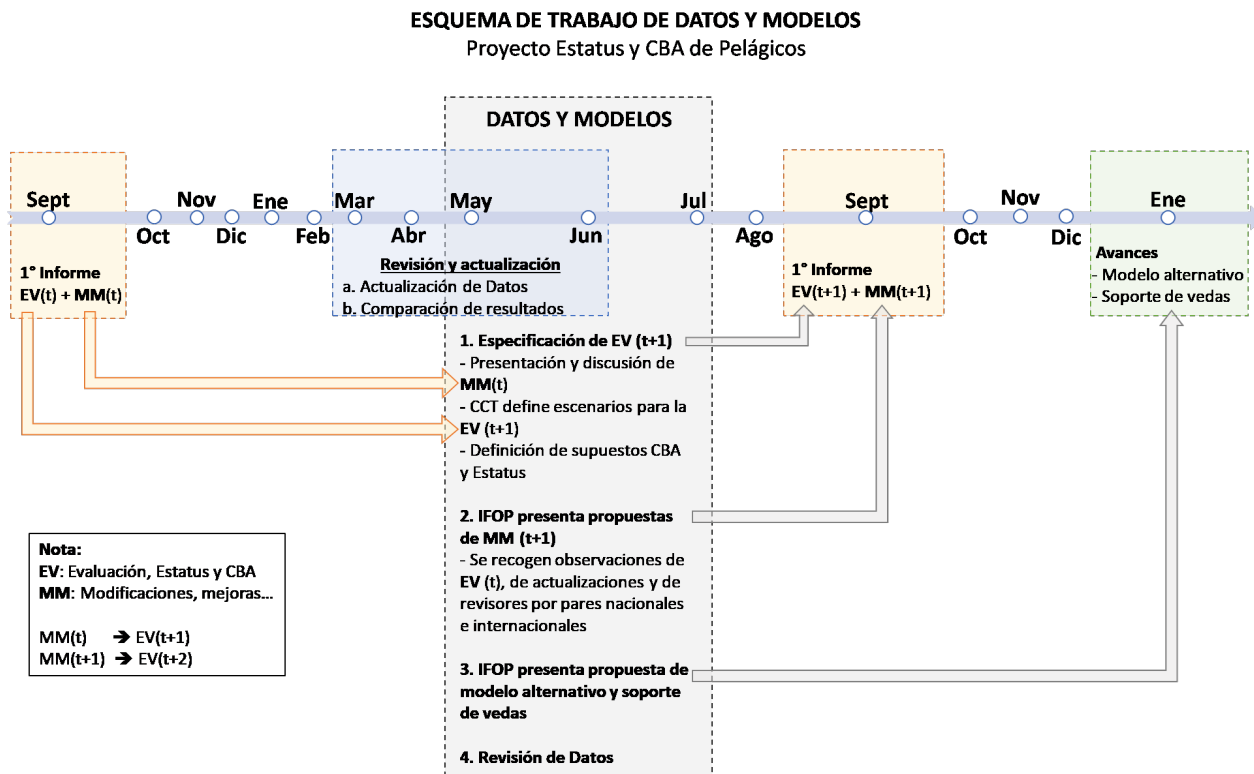 ESQUEMA DE TRABAJO DE DATOS Y MODELOS
Proyecto Estatus y CBA de Pelágicos
DATOS Y MODELOS
Sept
Oct
Nov
Dic
Ene
Feb
Mar
Abr
May
Jun
Jul
Ago
Sept
Oct
Nov
Dic
Ene
1° Informe
EV(t) + MM(t)
Revisión y actualización
a. Actualización de Datos
b. Comparación de resultados
1° Informe
EV(t+1) + MM(t+1)
Avances
- Modelo alternativo
- Soporte de vedas
1. Especificación de EV (t+1)
- Presentación y discusión de
MM(t)
- CCT define escenarios para la
EV (t+1)
- Definición de supuestos CBA
y Estatus
2. IFOP presenta propuestas
de MM (t+1)
- Se recogen observaciones de
EV (t), de actualizaciones y de
revisores por pares nacionales
e internacionales
3. IFOP presenta propuesta de
modelo alternativo y soporte
de vedas
4. Revisión de Datos
Nota:
EV: Evaluación, Estatus y CBA
MM: Modificaciones, mejoras...
MM(t) ➔ EV(t+1)
MM(t+1) ➔ EV(t+2)